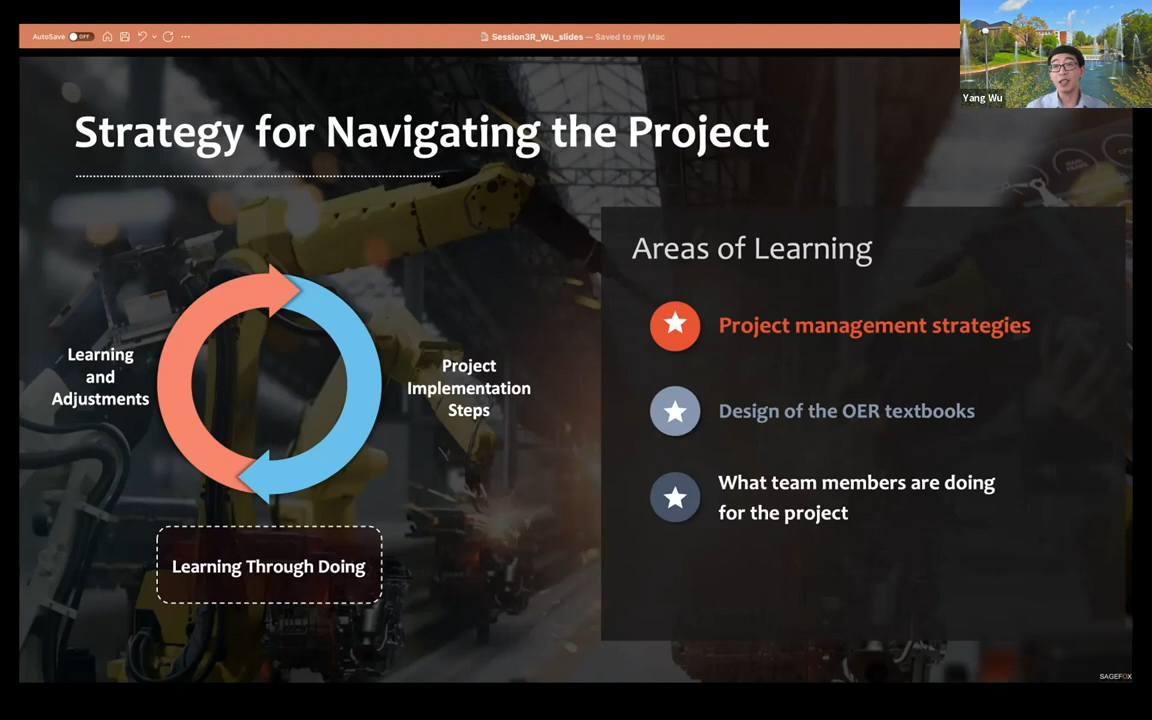 AutoSave OFF
Session3R_Wu_slides — Saved to my Mac
Yang Wu
Strategy for Navigating the Project
Learning
and
Adjustments
Project
Implementation
Steps
Learning Through Doing
Areas of Learning
Project management strategies
Design of the OER textbooks
What team members are doing
for the project
SAGEFOX